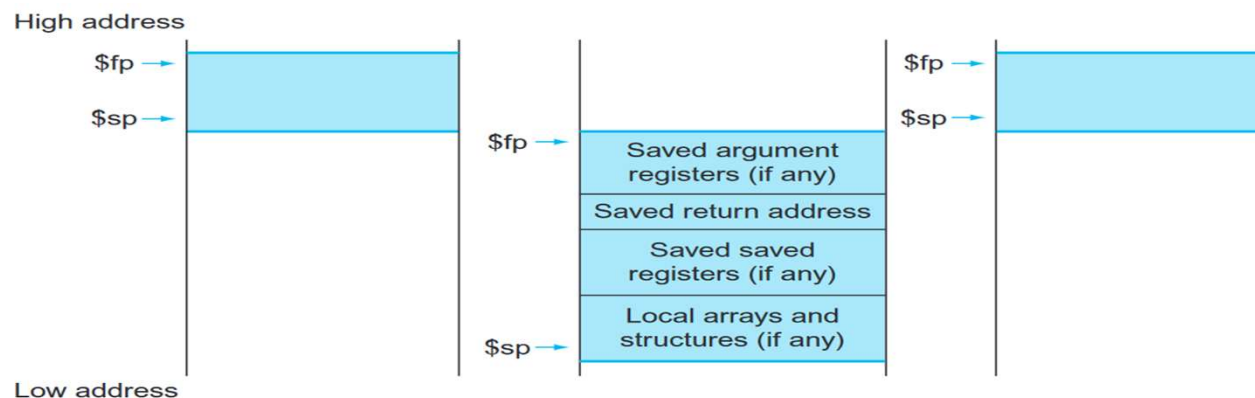 High address
$fp
$sp
$fp
Saved argument
registers (if any)
Saved return address
Saved saved
registers (if any)
Local arrays and
structures (if any)
$sp
$fp
$sp
Low address